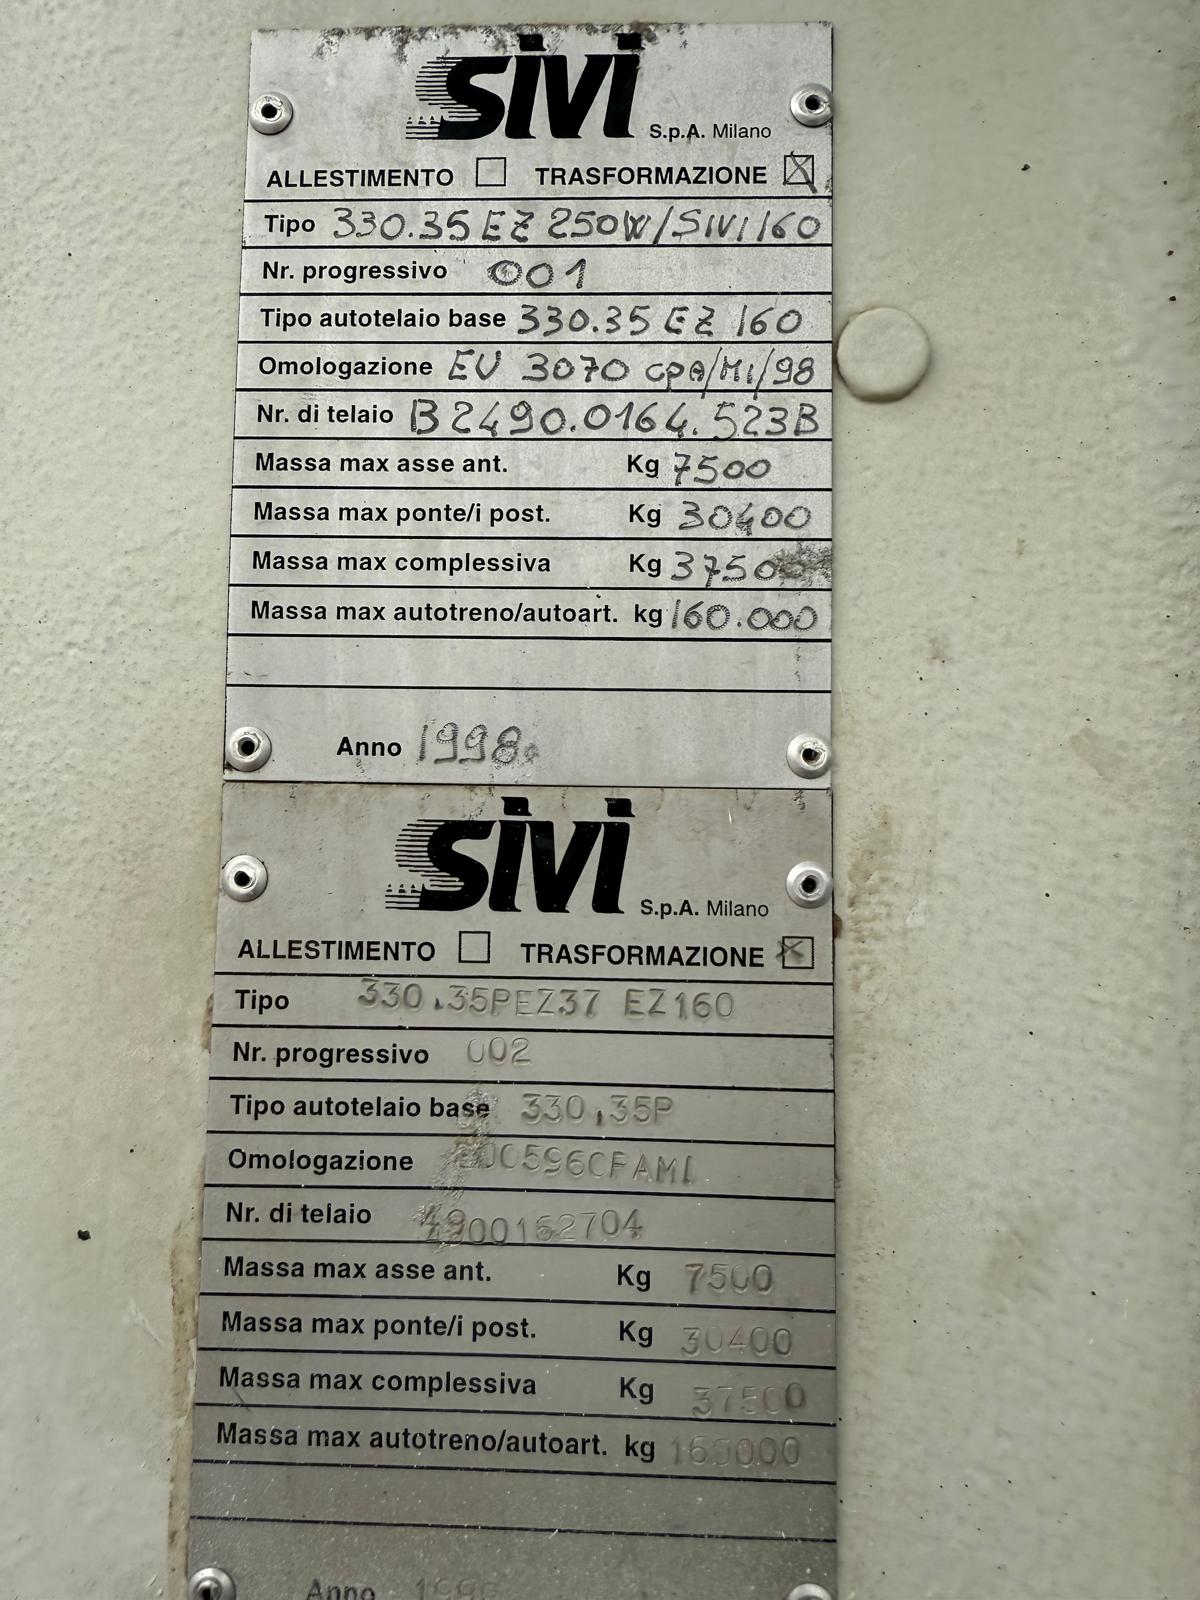 SIVI S.p.A. Milano
ALLESTIMENTO TRASFORMAZIONE
Tipo 330.35 EZ 250W/SIVI 160
Nr. progressivo 001
Tipo autotelaio base 330.35 EZ 160
Omologazione EU 3070 CPA/MI/98
Nr. di telaio B2490.0164.523B
Massa max asse ant. Kg 7500
Massa max ponte/i post. Kg 30400
Massa max complessiva Kg 37500
Massa max autotreno/autoart. kg 160.000
Anno 1998
SIVI S.p.A. Milano
ALLESTIMENTO TRASFORMAZIONE
Tipo 330.35PEZ37 EZ160
Nr. progressivo 002
Tipo autotelaio base 330,35P
Omologazione
Nr. di telaio
Massa max asse ant. Kg 7500
Massa max ponte/i post. Kg 30400
Massa max complessiva Kg 37500
Massa max autotreno/autoart. kg 160000
Anno